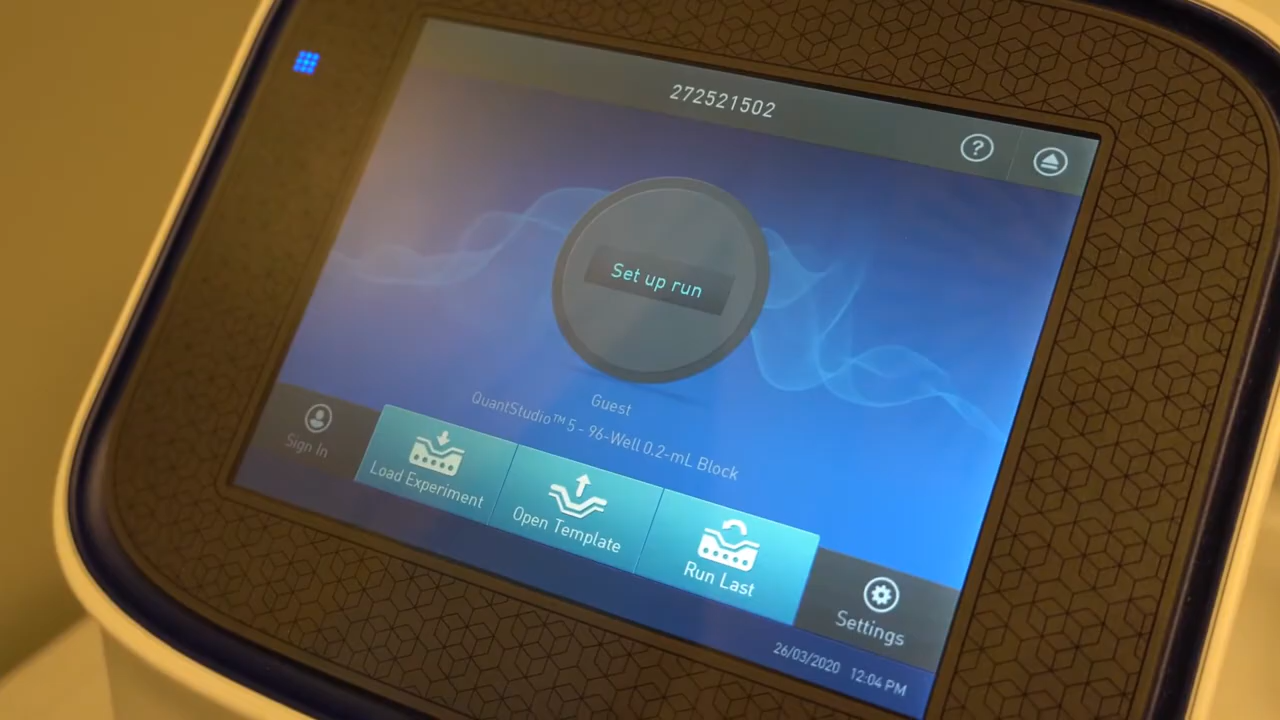 272521502
?
Set up run
Guest
QuantStudio™ 5 - 96-Well 0.2-mL Block
Sign In
Load Experiment
Open Template
Run Last
Settings
26/03/2020 12:04 PM